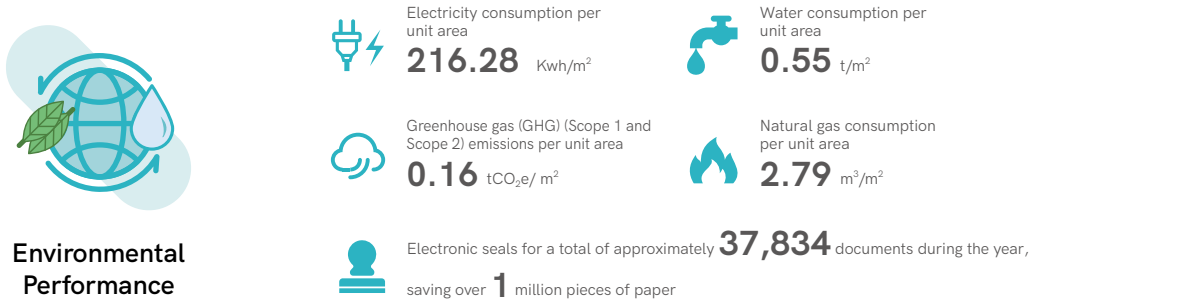 Electricity consumption per
unit area
216.28 Kwh/m²
Water consumption per
unit area
0.55 t/m²
Greenhouse gas (GHG) (Scope 1 and
Scope 2) emissions per unit area
0.16 tCO₂e/ m²
Natural gas consumption
per unit area
2.79 m³/m²
Environmental
Performance
Electronic seals for a total of approximately 37,834 documents during the year,
saving over 1 million pieces of paper